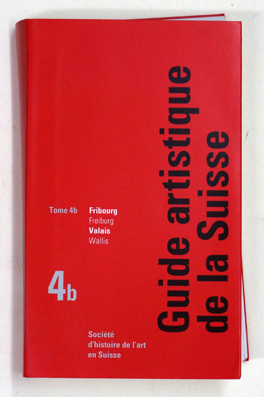 Guide artistique
de la Suisse
Tome 4b
Fribourg
Freiburg
Valais
Wallis
4b
Société
d'histoire de l'art
en Suisse